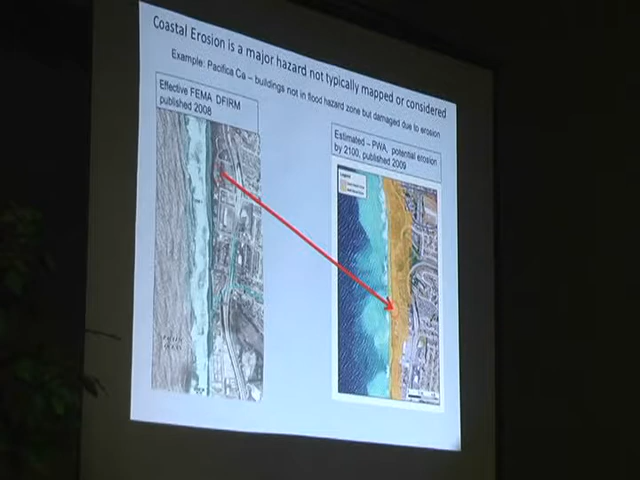 Coastal Erosion is a major hazard not typically mapped or considered
Example: Pacifica Ca – buildings not in flood hazard zone but damaged due to erosion
Effective FEMA DFIRM
published 2008
Estimated – PWA, potential erosion
by 2100, published 2009